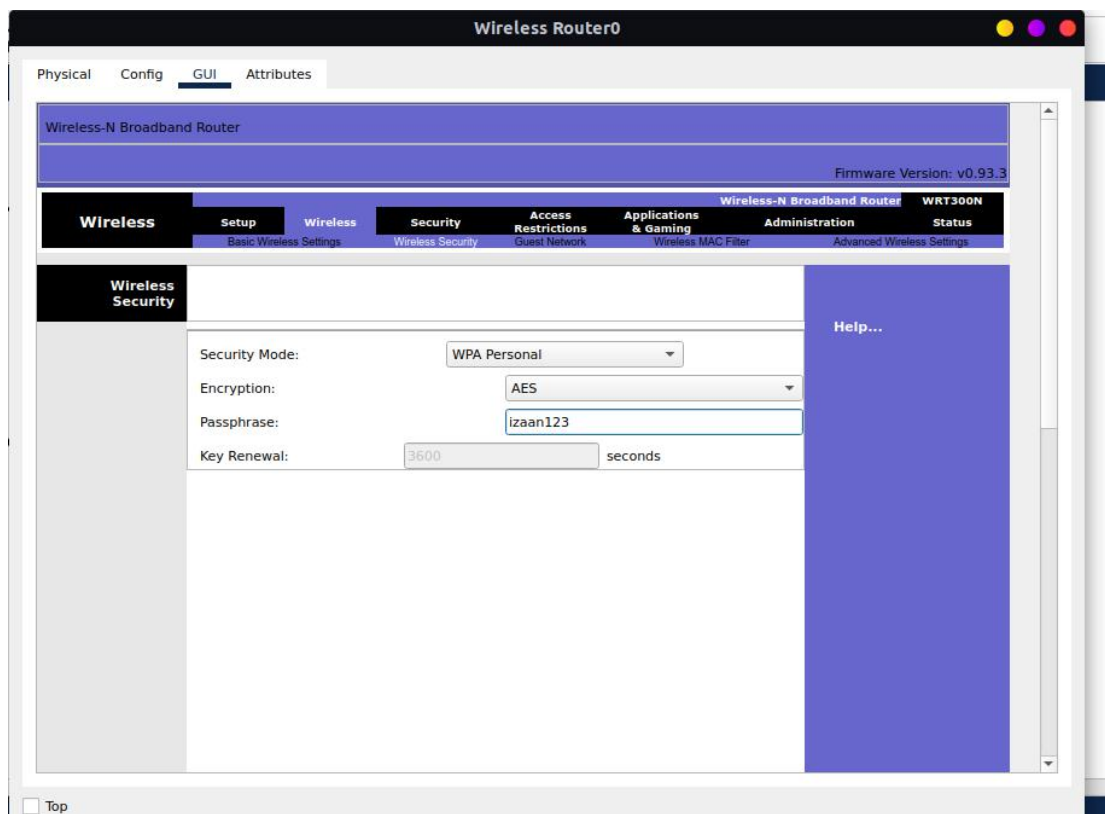 Wireless Router0
Physical Config GUI Attributes
Wireless-N Broadband Router
Firmware Version: v0.93.3
Wireless-N Broadband Router WRT300N
Wireless
Setup Wireless Security Access Restrictions Applications & Gaming Administration Status
Basic Wireless Settings Wireless Security Guest Network Wireless MAC Filter Advanced Wireless Settings
Wireless
Security
Help...
Security Mode: WPA Personal
Encryption: AES
Passphrase: izaan123
Key Renewal: 3600 seconds
Top